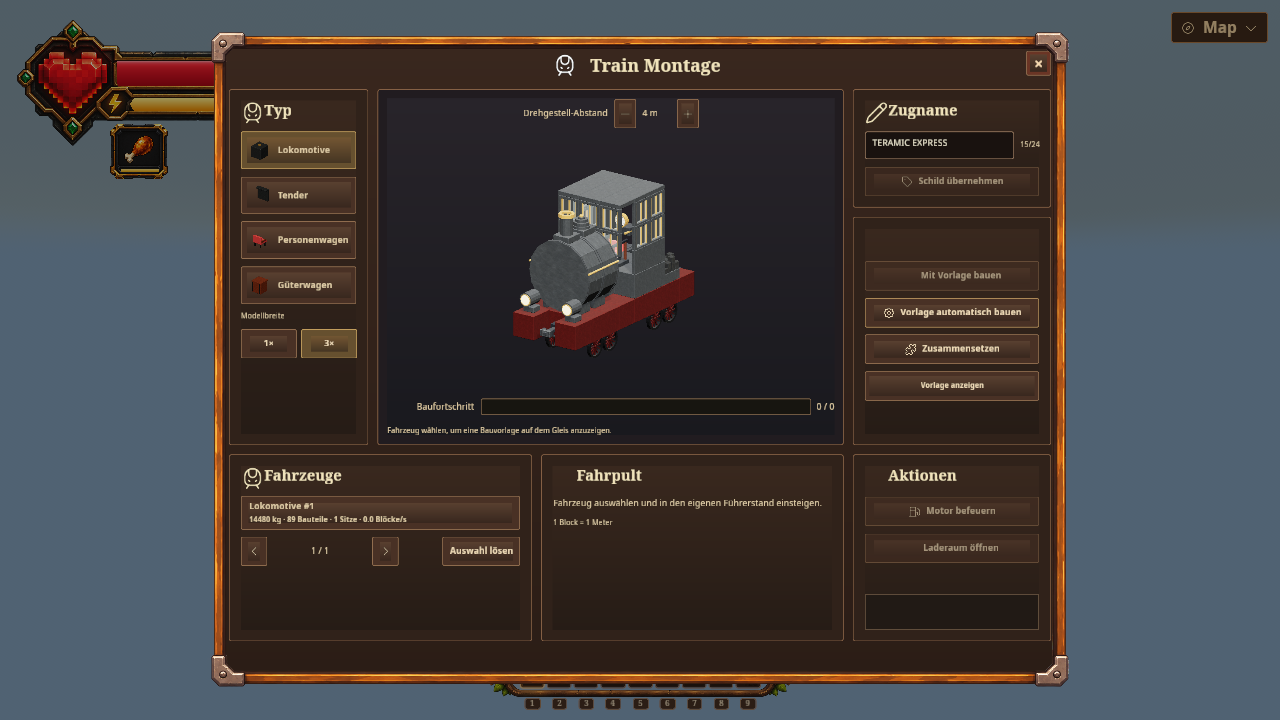 Map
Train Montage
×
Typ
Lokomotive
Tender
Personenwagen
Güterwagen
Modellbreite
1×
3×
Drehgestell-Abstand − 4 m +
Baufortschritt 0 / 0
Fahrzeug wählen, um eine Bauvorlage auf dem Gleis anzuzeigen.
Zugname
TERAMIC EXPRESS 15/24
Schild übernehmen
Mit Vorlage bauen
Vorlage automatisch bauen
Zusammensetzen
Vorlage anzeigen
Fahrzeuge
Lokomotive #1
14480 kg · 89 Bauteile · 1 Sitze · 0.0 Blöcke/s
< 1 / 1 > Auswahl lösen
Fahrpult
Fahrzeug auswählen und in den eigenen Führerstand einsteigen.
1 Block = 1 Meter
Aktionen
Motor befeuern
Laderaum öffnen
1 2 3 4 5 6 7 8 9